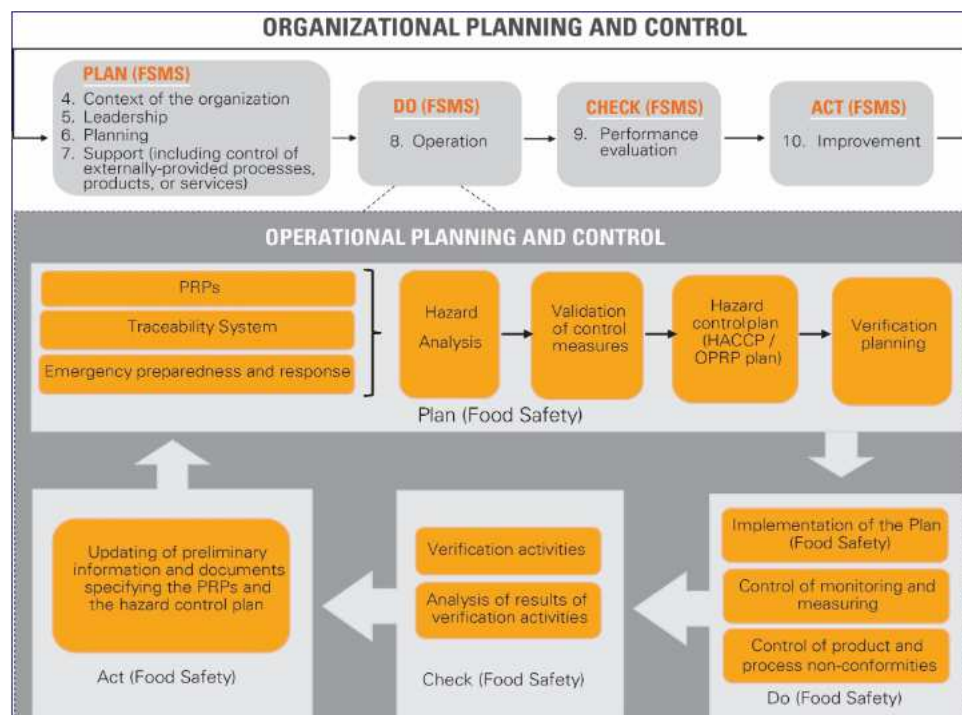 ORGANIZATIONAL PLANNING AND CONTROL
PLAN (FSMS)
4. Context of the organization
5. Leadership
6. Planning
7. Support (including control of
externally-provided processes,
products, or services)
DO (FSMS)
8. Operation
CHECK (FSMS)
9. Performance
evaluation
ACT (FSMS)
10. Improvement
OPERATIONAL PLANNING AND CONTROL
PRPs
Traceability System
Emergency preparedness and response
Hazard
Analysis
Validation
of control
measures
Hazard
controlplan
(HACCP /
OPRP plan)
Verification
planning
Plan (Food Safety)
Implementation of the Plan
(Food Safety)
Control of monitoring and
measuring
Control of product and
process non-conformities
Do (Food Safety)
Verification activities
Analysis of results of
verification activities
Check (Food Safety)
Updating of preliminary
information and documents
specifying the PRPs and
the hazard control plan
Act (Food Safety)